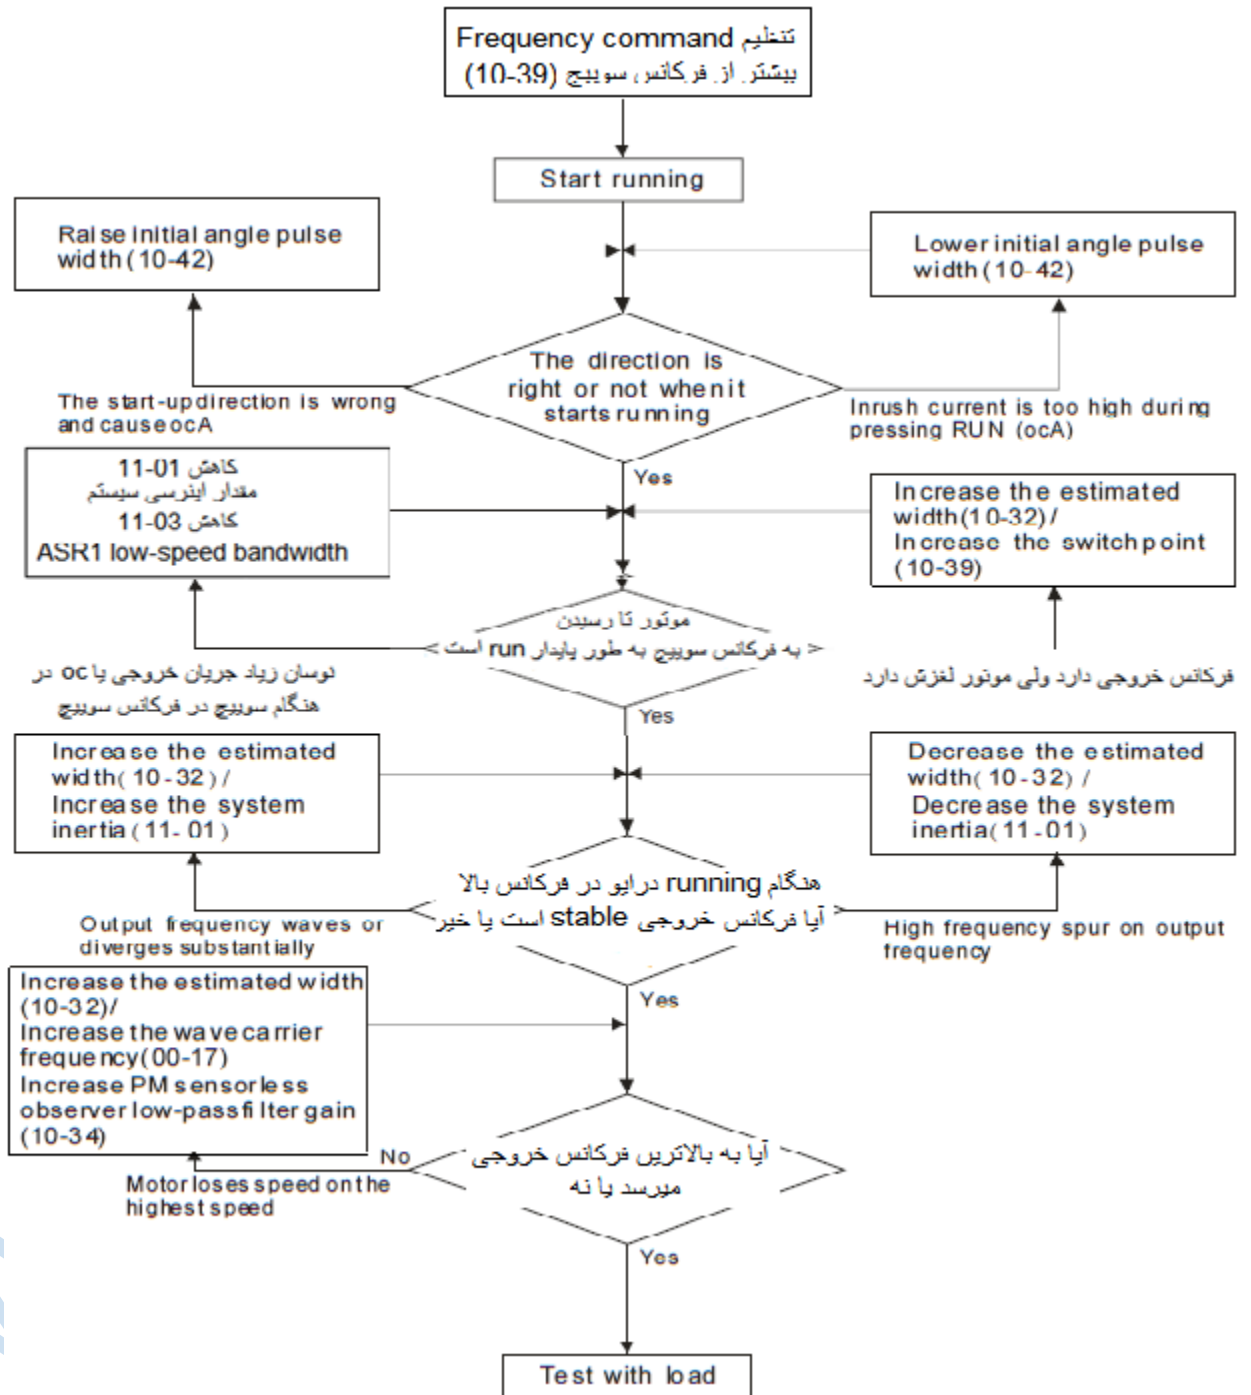 تنظیم Frequency command
بیشتر از فرکانس سوییچ (10-39)
Start running
Raise initial angle pulse
width(10-42)
Lower initial angle pulse
width(10-42)
The direction is
right or not when it
starts running
The start-up direction is wrong
and cause ocA
Inrush current is too high during
pressing RUN (ocA)
Yes
کاهش 11-01
مقدار اینرسی سیستم
کاهش 11-03
ASR1 low-speed bandwidth
Increase the estimated
width(10-32)/
Increase the switch point
(10-39)
موتور تا رسیدن
به فرکانس سوییچ به طور پایدار run است
نوسان زیاد جریان خروجی یا oc در
هنگام سوییچ در فرکانس سوییچ
فرکانس خروجی دارد ولی موتور لغزش دارد
Yes
Increase the estimated
width(10-32)/
Increase the system
inertia(11-01)
Decrease the estimated
width(10-32)/
Decrease the system
inertia(11-01)
هنگام running درایو در فرکانس بالا
آیا فرکانس خروجی stable است یا خیر
Output frequency waves or
diverges substantially
High frequency spur on output
frequency
Yes
Increase the estimated width
(10-32)/
Increase the wave carrier
frequency(00-17)
Increase PM sensorless
observer low-pass filter gain
(10-34)
آیا به بالاترین فرکانس خروجی
میرسد یا نه
No
Motor loses speed on the
highest speed
Yes
Test with load